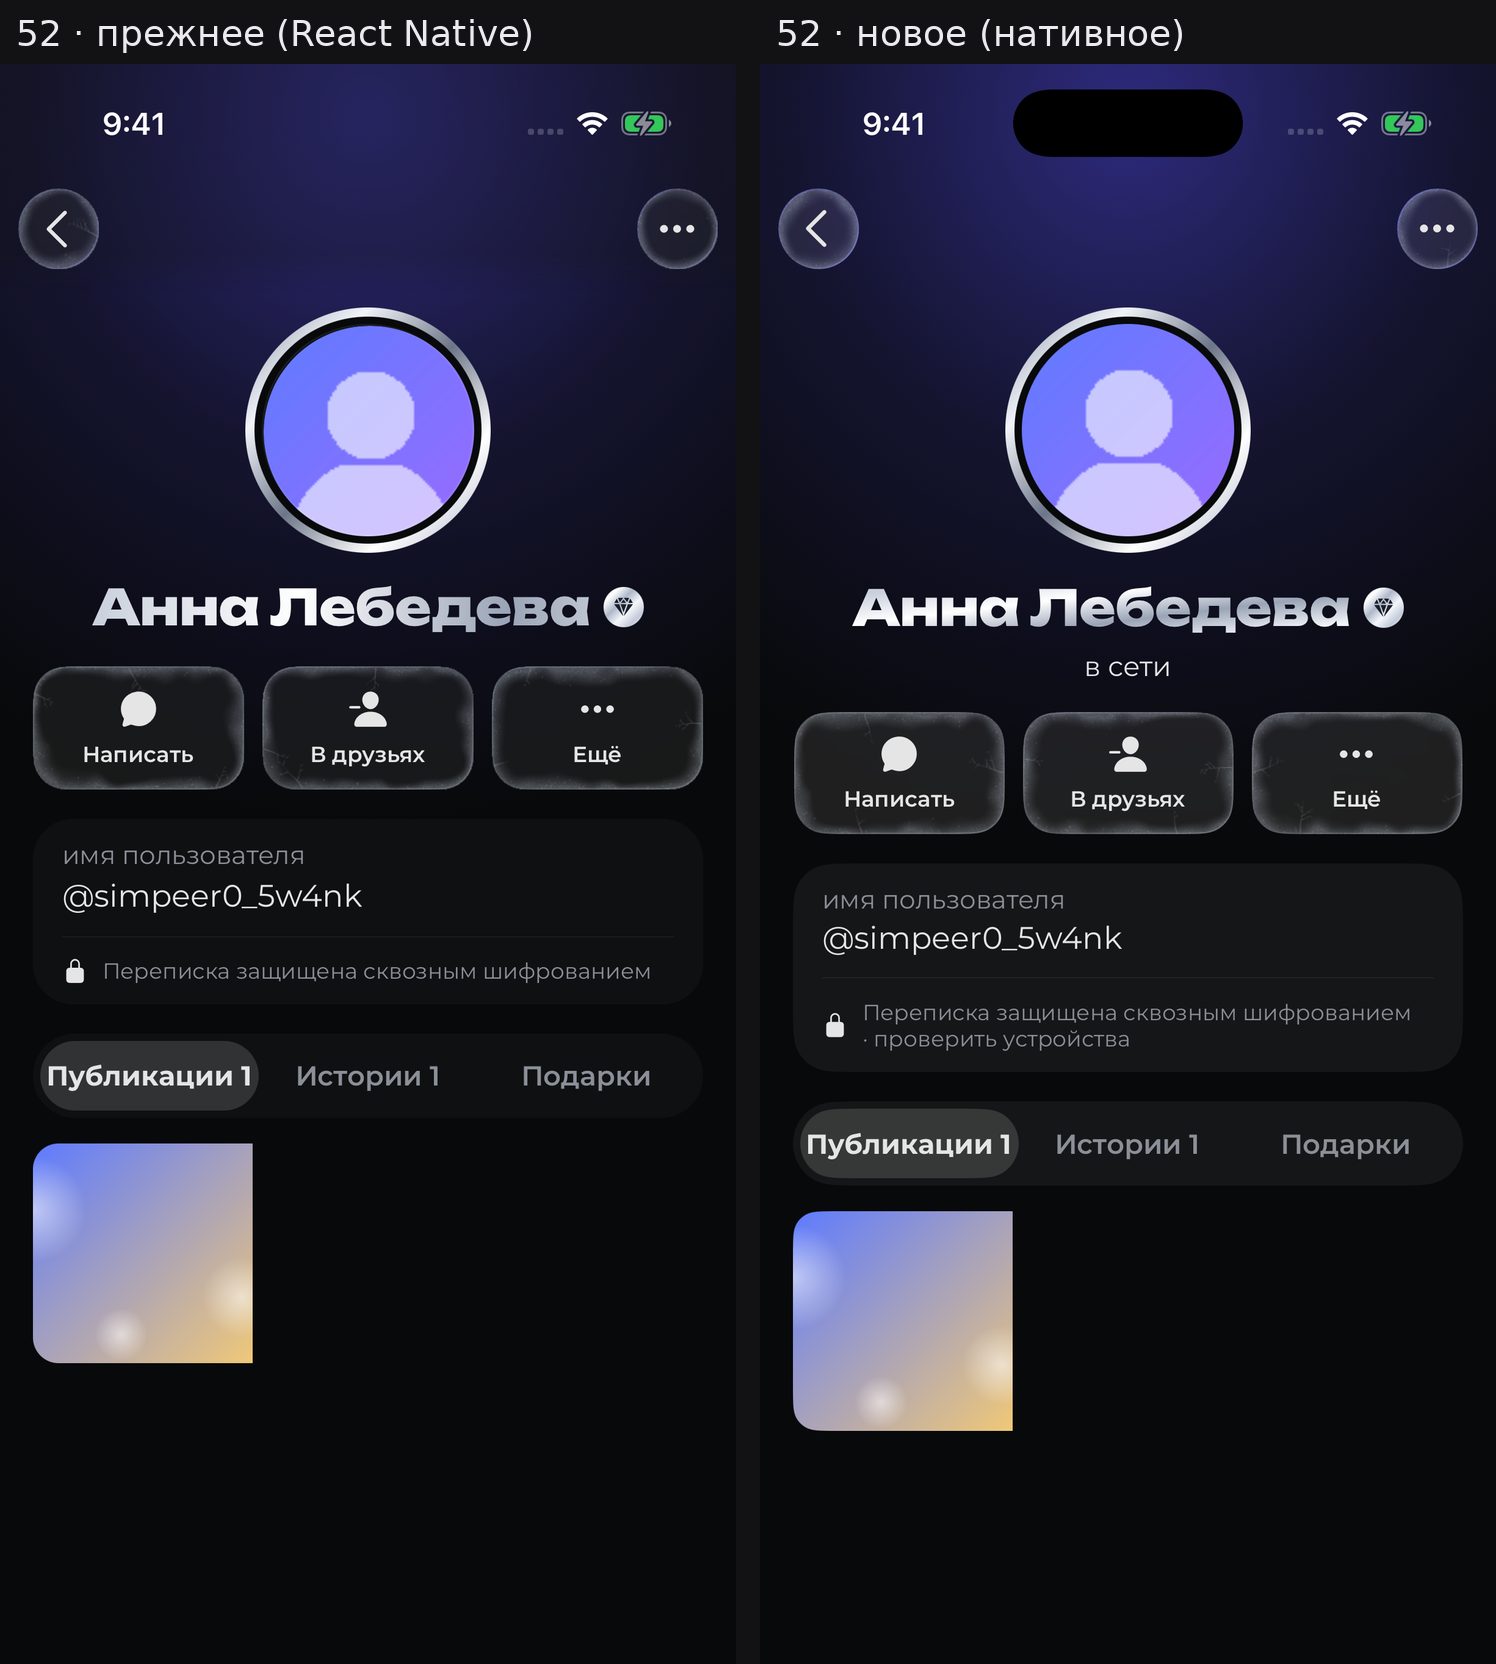 52 · прежнее (React Native)
9:41
Анна Лебедева
Написать
В друзьях
Ещё
имя пользователя
@simpeer0_5w4nk
Переписка защищена сквозным шифрованием
Публикации 1
Истории 1
Подарки
52 · новое (нативное)
9:41
Анна Лебедева
в сети
Написать
В друзьях
Ещё
имя пользователя
@simpeer0_5w4nk
Переписка защищена сквозным шифрованием
· проверить устройства
Публикации 1
Истории 1
Подарки